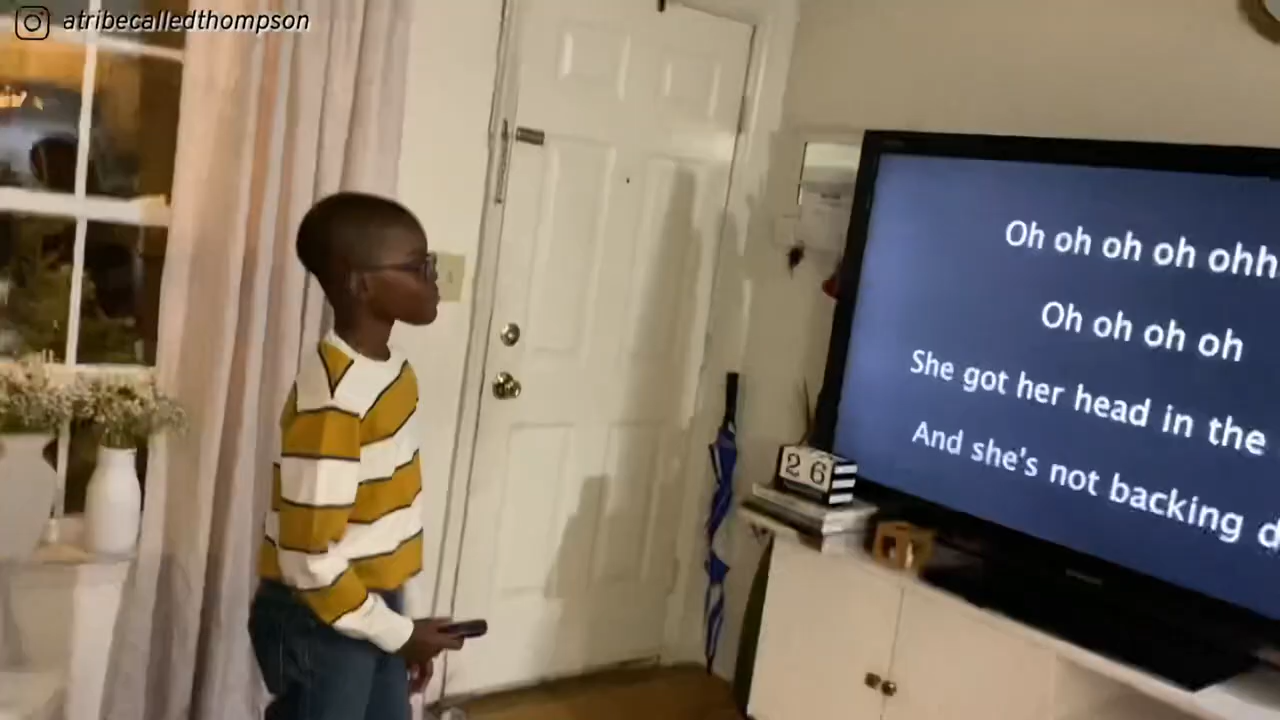 atribecalledthompson
Oh oh oh oh ohh
Oh oh oh oh
She got her head in the
And she's not backing d
26